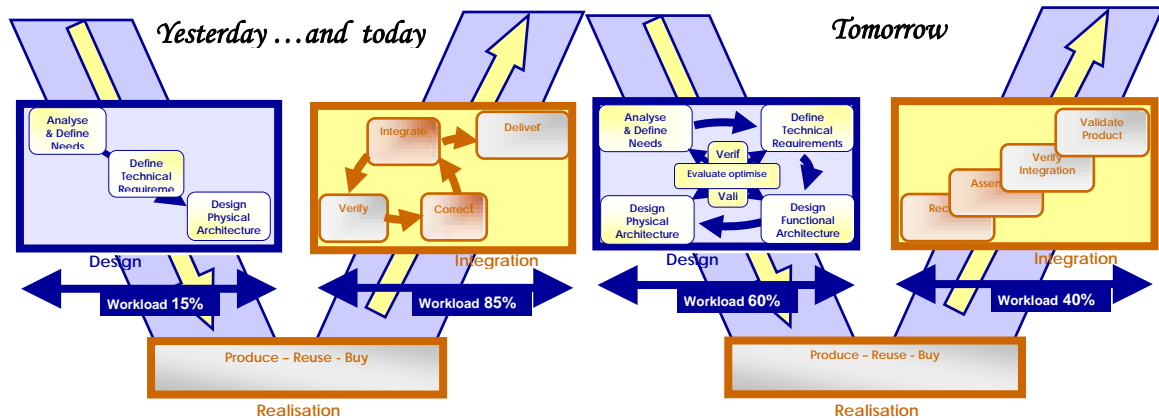 Yesterday …and today
Analyse
& Define
Needs
Define
Technical
Requireme
Design
Physical
Architecture
Design
Workload 15%
Integrate
Deliver
Verify
Correct
Integration
Workload 85%
Produce – Reuse - Buy
Realisation
Tomorrow
Analyse
& Define
Needs
Define
Technical
Requirements
Verif
Evaluate optimise
Vali
Design
Physical
Architecture
Design
Functional
Architecture
Design
Workload 60%
Validate
Product
Verify
Integration
Assem
Rec
Integration
Workload 40%
Produce – Reuse - Buy
Realisation